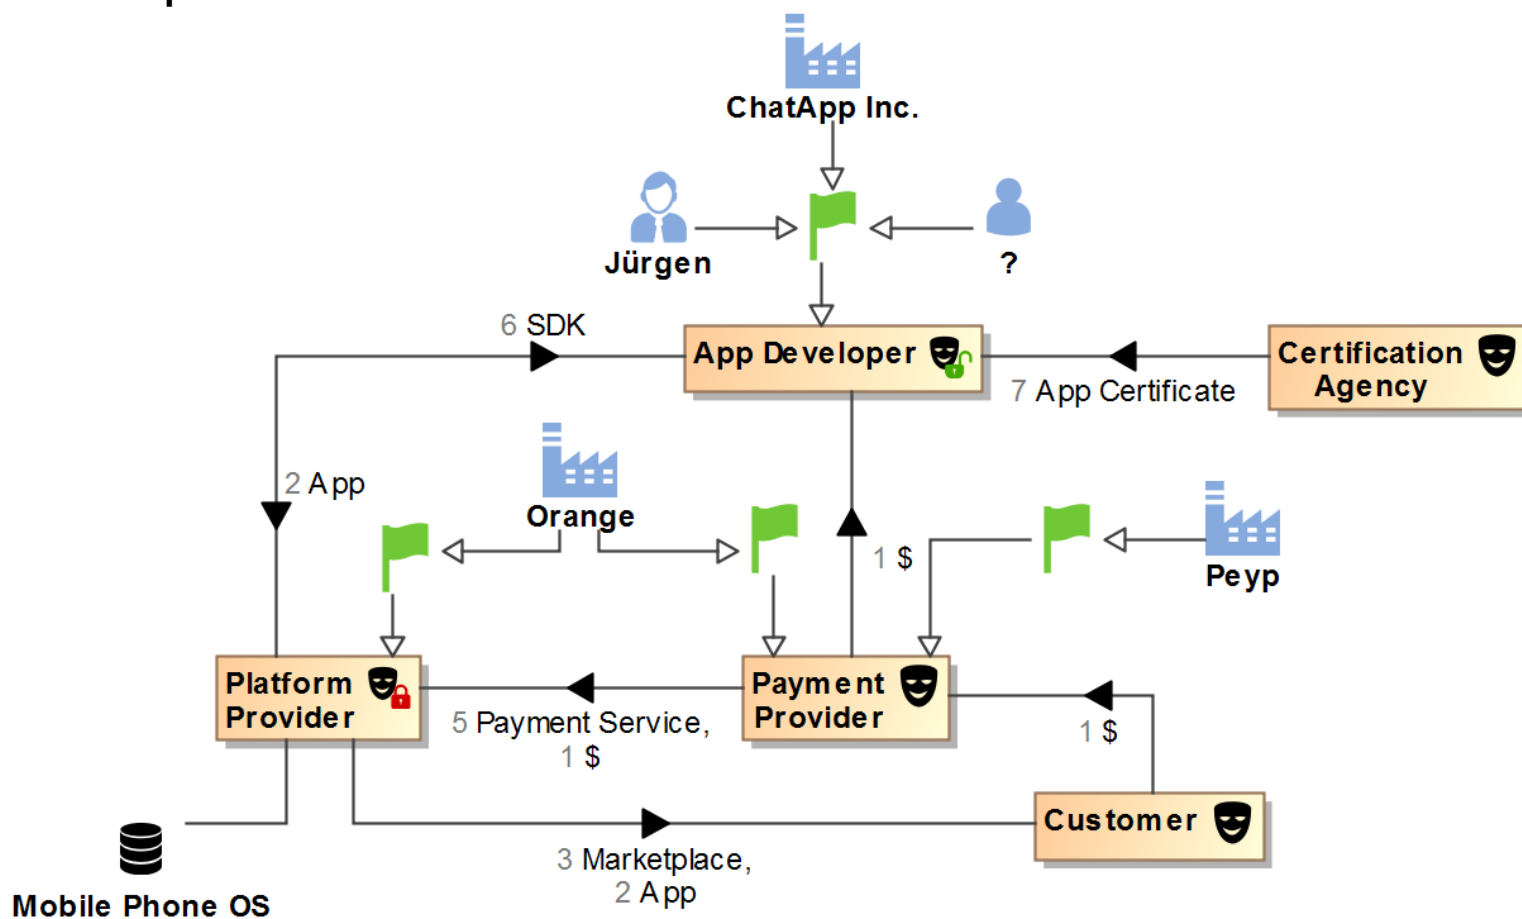 ChatApp Inc.
Jürgen
?
6 SDK
App Developer
Certification
Agency
7 App Certificate
2 App
Orange
1 $
Peyp
Platform
Provider
Payment
Provider
5 Payment Service,
1 $
1 $
Customer
3 Marketplace,
2 App
Mobile Phone OS